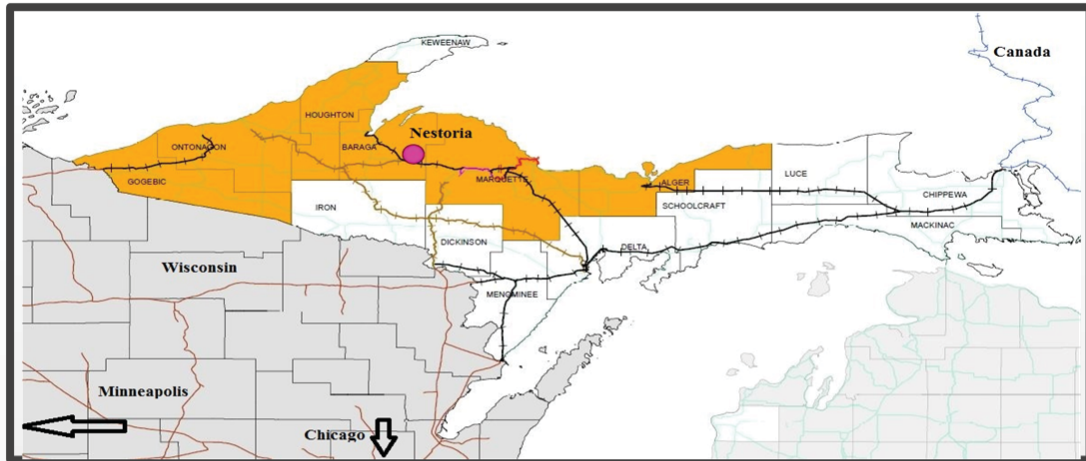 KEWEENAW
Canada
HOUGHTON
Nestoria
ONTONAGON
BARAGA
GOGEBIC
MARQUETTE
ALGER
LUCE
IRON
SCHOOLCRAFT
CHIPPEWA
DICKINSON
DELTA
MACKINAC
Wisconsin
MENOMINEE
Minneapolis
Chicago